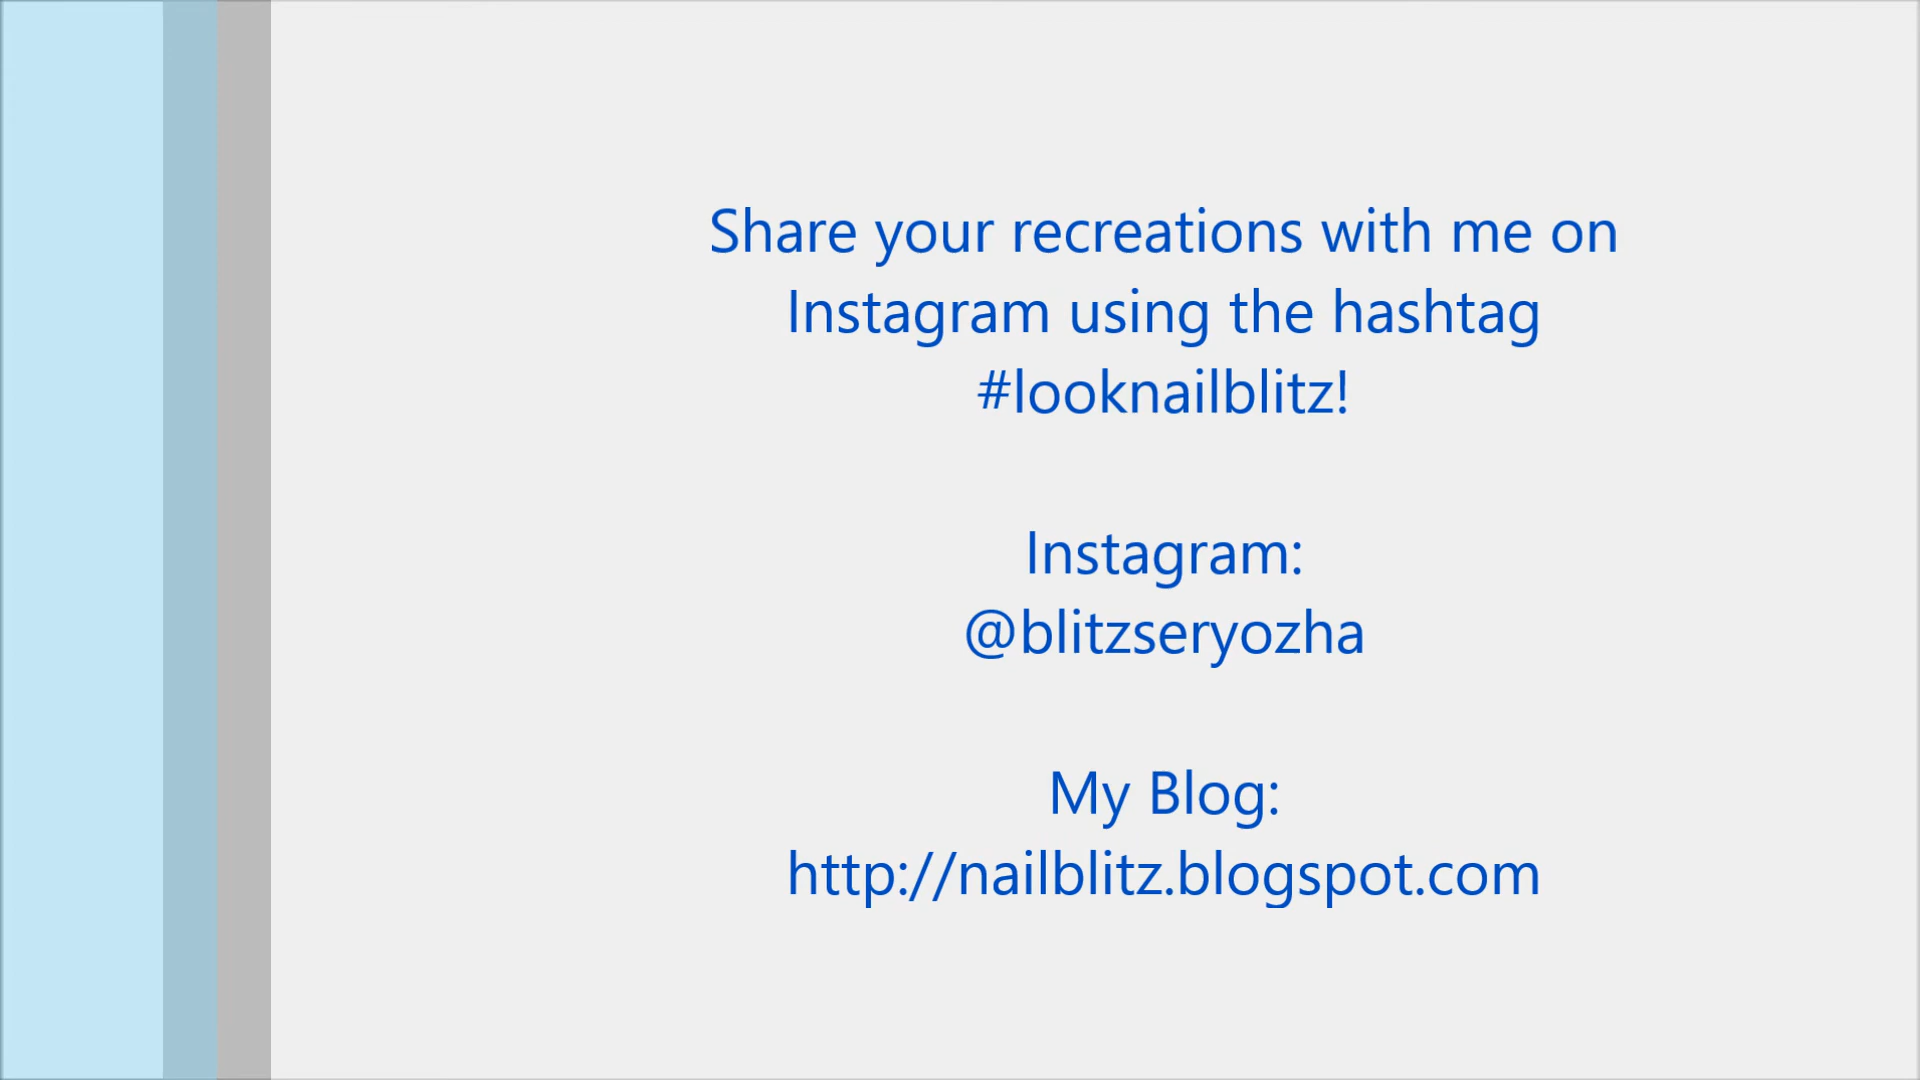 Share your recreations with me on
Instagram using the hashtag
#looknailblitz!
Instagram:
@blitzseryozha
My Blog:
http://nailblitz.blogspot.com